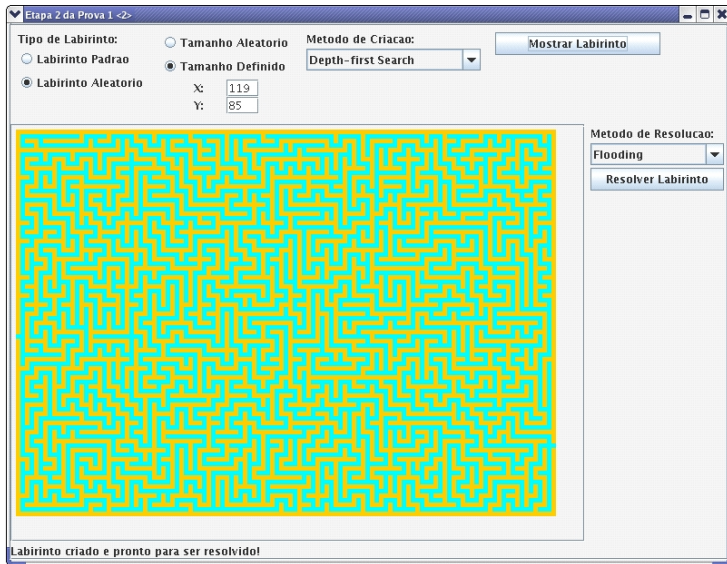 Etapa 2 da Prova 1 <2>
Tipo de Labirinto:
Labirinto Padrao
Labirinto Aleatorio
Tamanho Aleatorio
Tamanho Definido
X: 119
Y: 85
Metodo de Criacao:
Depth-first Search
Mostrar Labirinto
Metodo de Resolucao:
Flooding
Resolver Labirinto
Labirinto criado e pronto para ser resolvido!